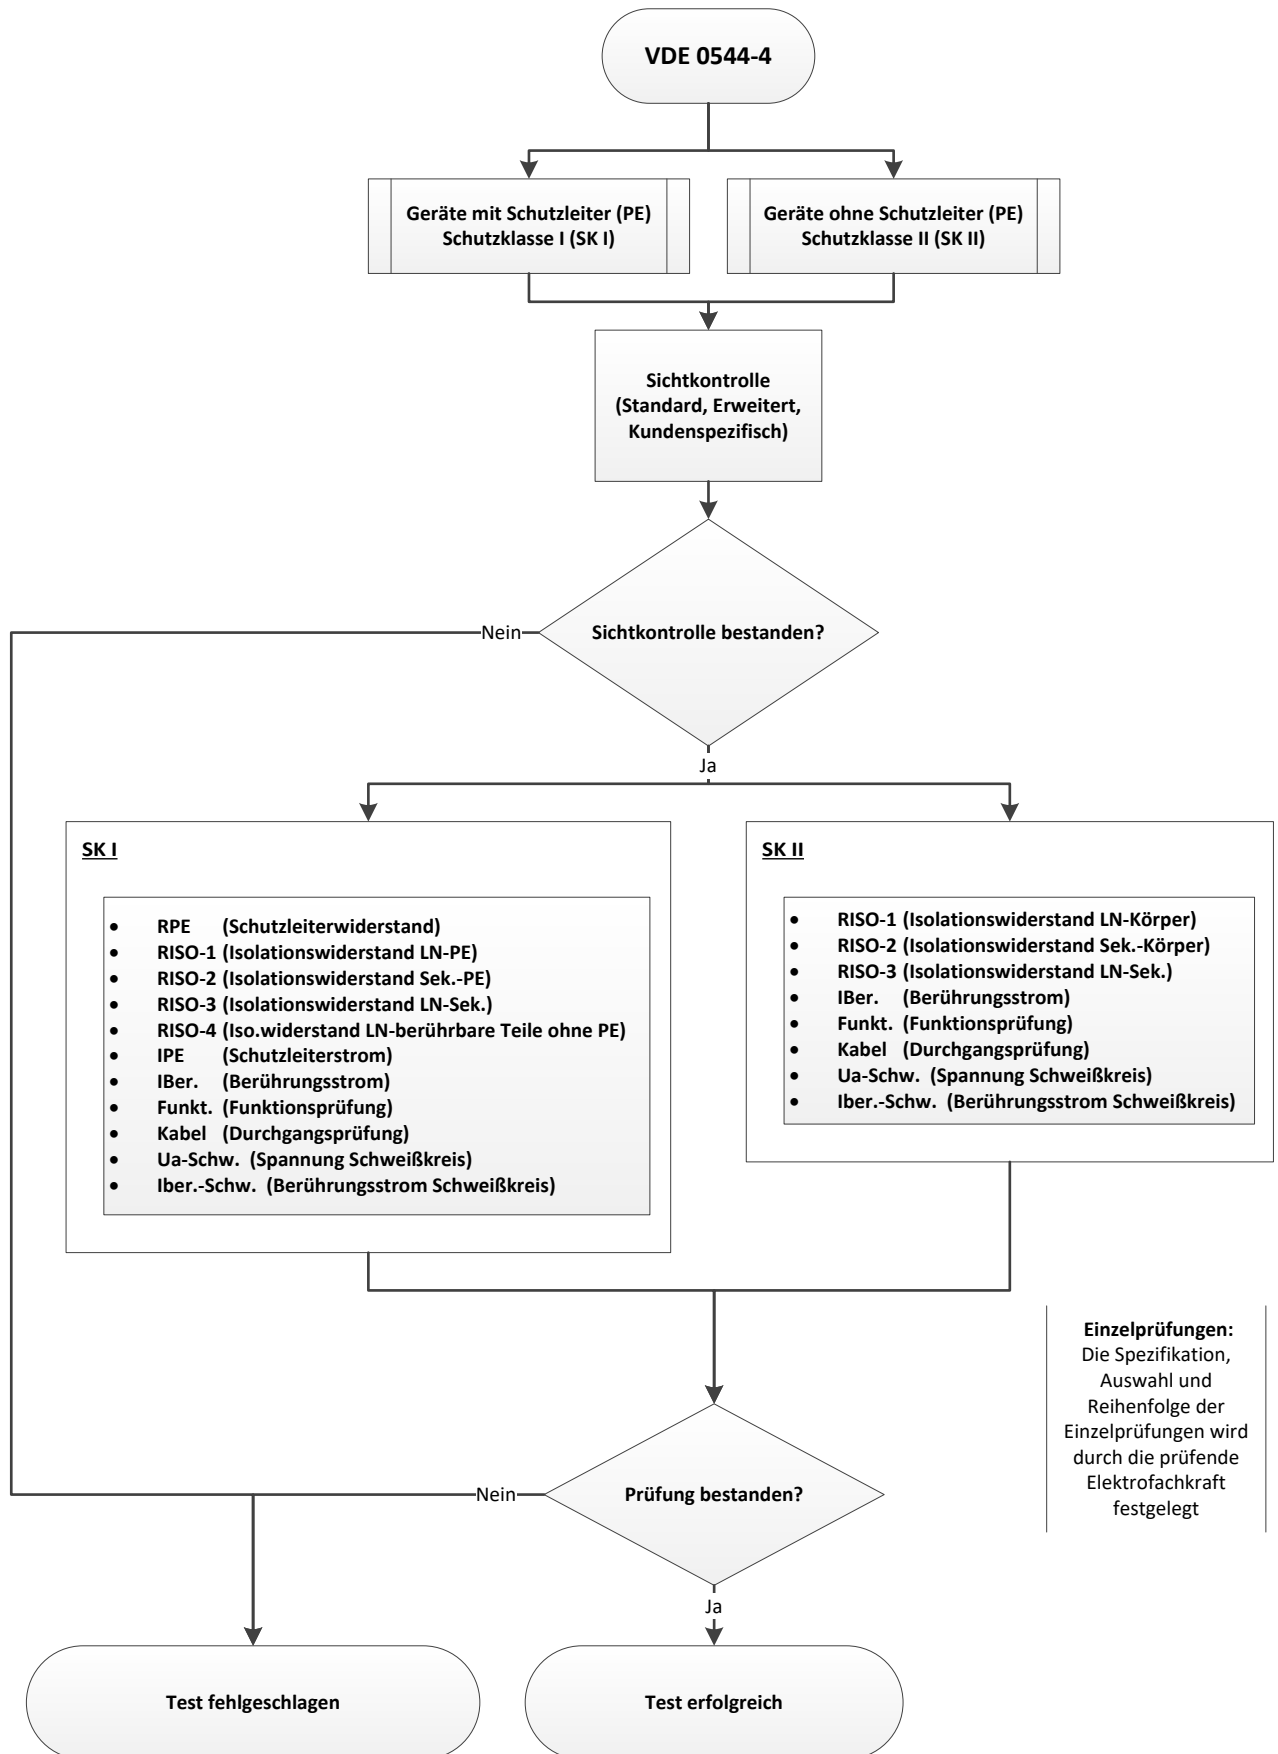 VDE 0544-4
Geräte mit Schutzleiter (PE)
Schutzklasse I (SK I)
Geräte ohne Schutzleiter (PE)
Schutzklasse II (SK II)
Sichtkontrolle
(Standard, Erweitert,
Kundenspezifisch)
Sichtkontrolle bestanden?
Nein
Ja
SK I
• RPE (Schutzleiterwiderstand)
• RISO-1 (Isolationswiderstand LN-PE)
• RISO-2 (Isolationswiderstand Sek.-PE)
• RISO-3 (Isolationswiderstand LN-Sek.)
• RISO-4 (Iso.widerstand LN-berührbare Teile ohne PE)
• IPE (Schutzleiterstrom)
• IBer. (Berührungsstrom)
• Funkt. (Funktionsprüfung)
• Kabel (Durchgangsprüfung)
• Ua-Schw. (Spannung Schweißkreis)
• Iber.-Schw. (Berührungsstrom Schweißkreis)
SK II
• RISO-1 (Isolationswiderstand LN-Körper)
• RISO-2 (Isolationswiderstand Sek.-Körper)
• RISO-3 (Isolationswiderstand LN-Sek.)
• IBer. (Berührungsstrom)
• Funkt. (Funktionsprüfung)
• Kabel (Durchgangsprüfung)
• Ua-Schw. (Spannung Schweißkreis)
• Iber.-Schw. (Berührungsstrom Schweißkreis)
Einzelprüfungen:
Die Spezifikation,
Auswahl und
Reihenfolge der
Einzelprüfungen wird
durch die prüfende
Elektrofachkraft
festgelegt
Prüfung bestanden?
Nein
Ja
Test fehlgeschlagen
Test erfolgreich